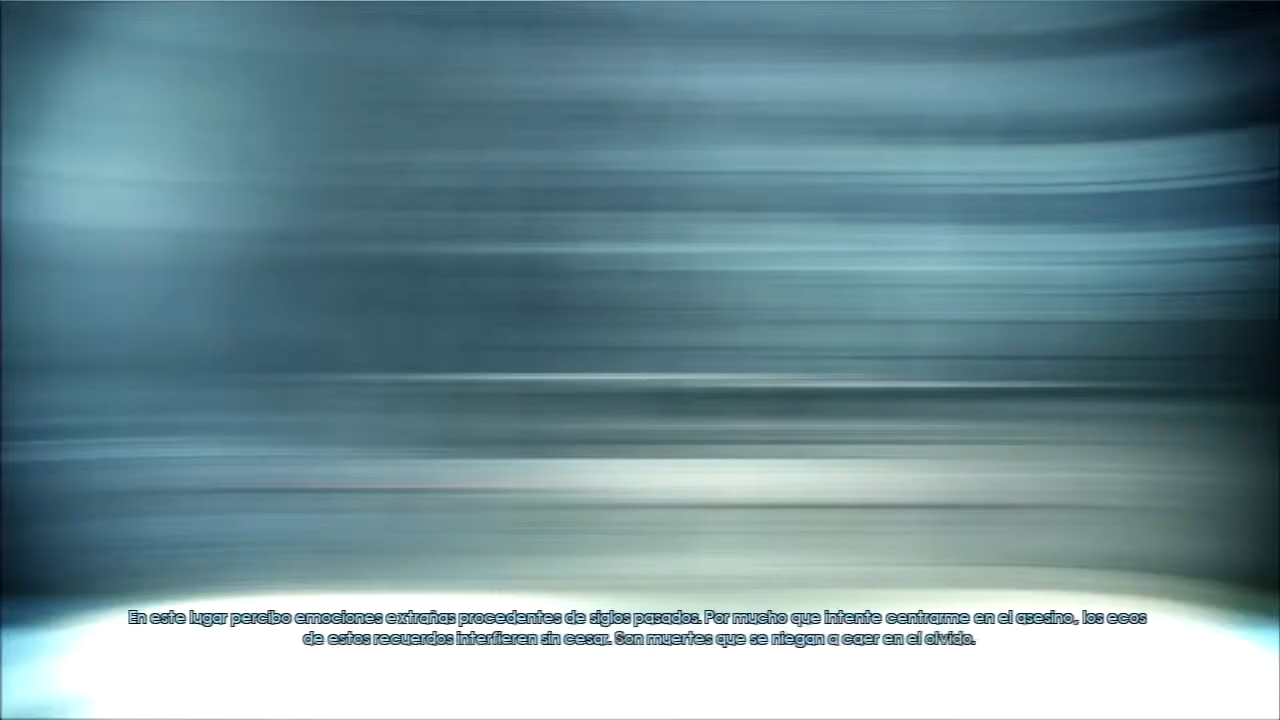 En este lugar percibo emociones extrañas procedentes de siglos pasados. Por mucho que intente centrarme en el asesino, los ecos
de estos recuerdos interfieren sin cesar. Son muertes que se niegan a caer en el olvido.